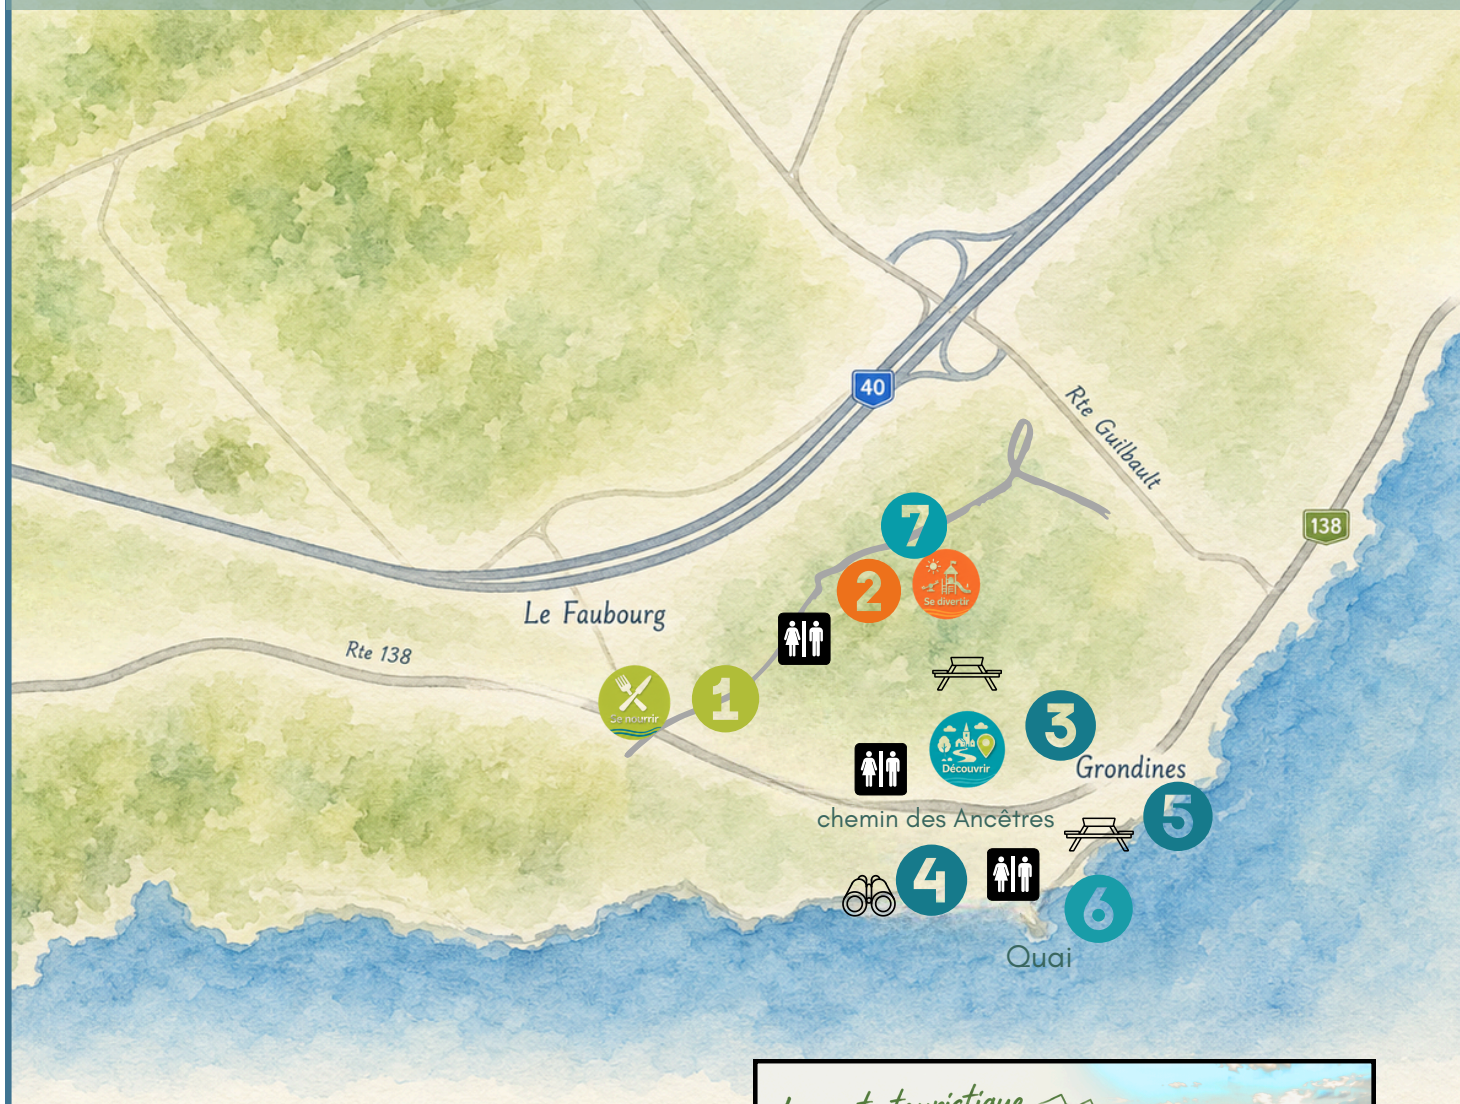 40
Rte Guilbault
138
7
2
Se divertir
Le Faubourg
Rte 138
Se nourrir
1
3
Découvrir
Grondines
5
chemin des Ancêtres
4
6
Quai
touristique